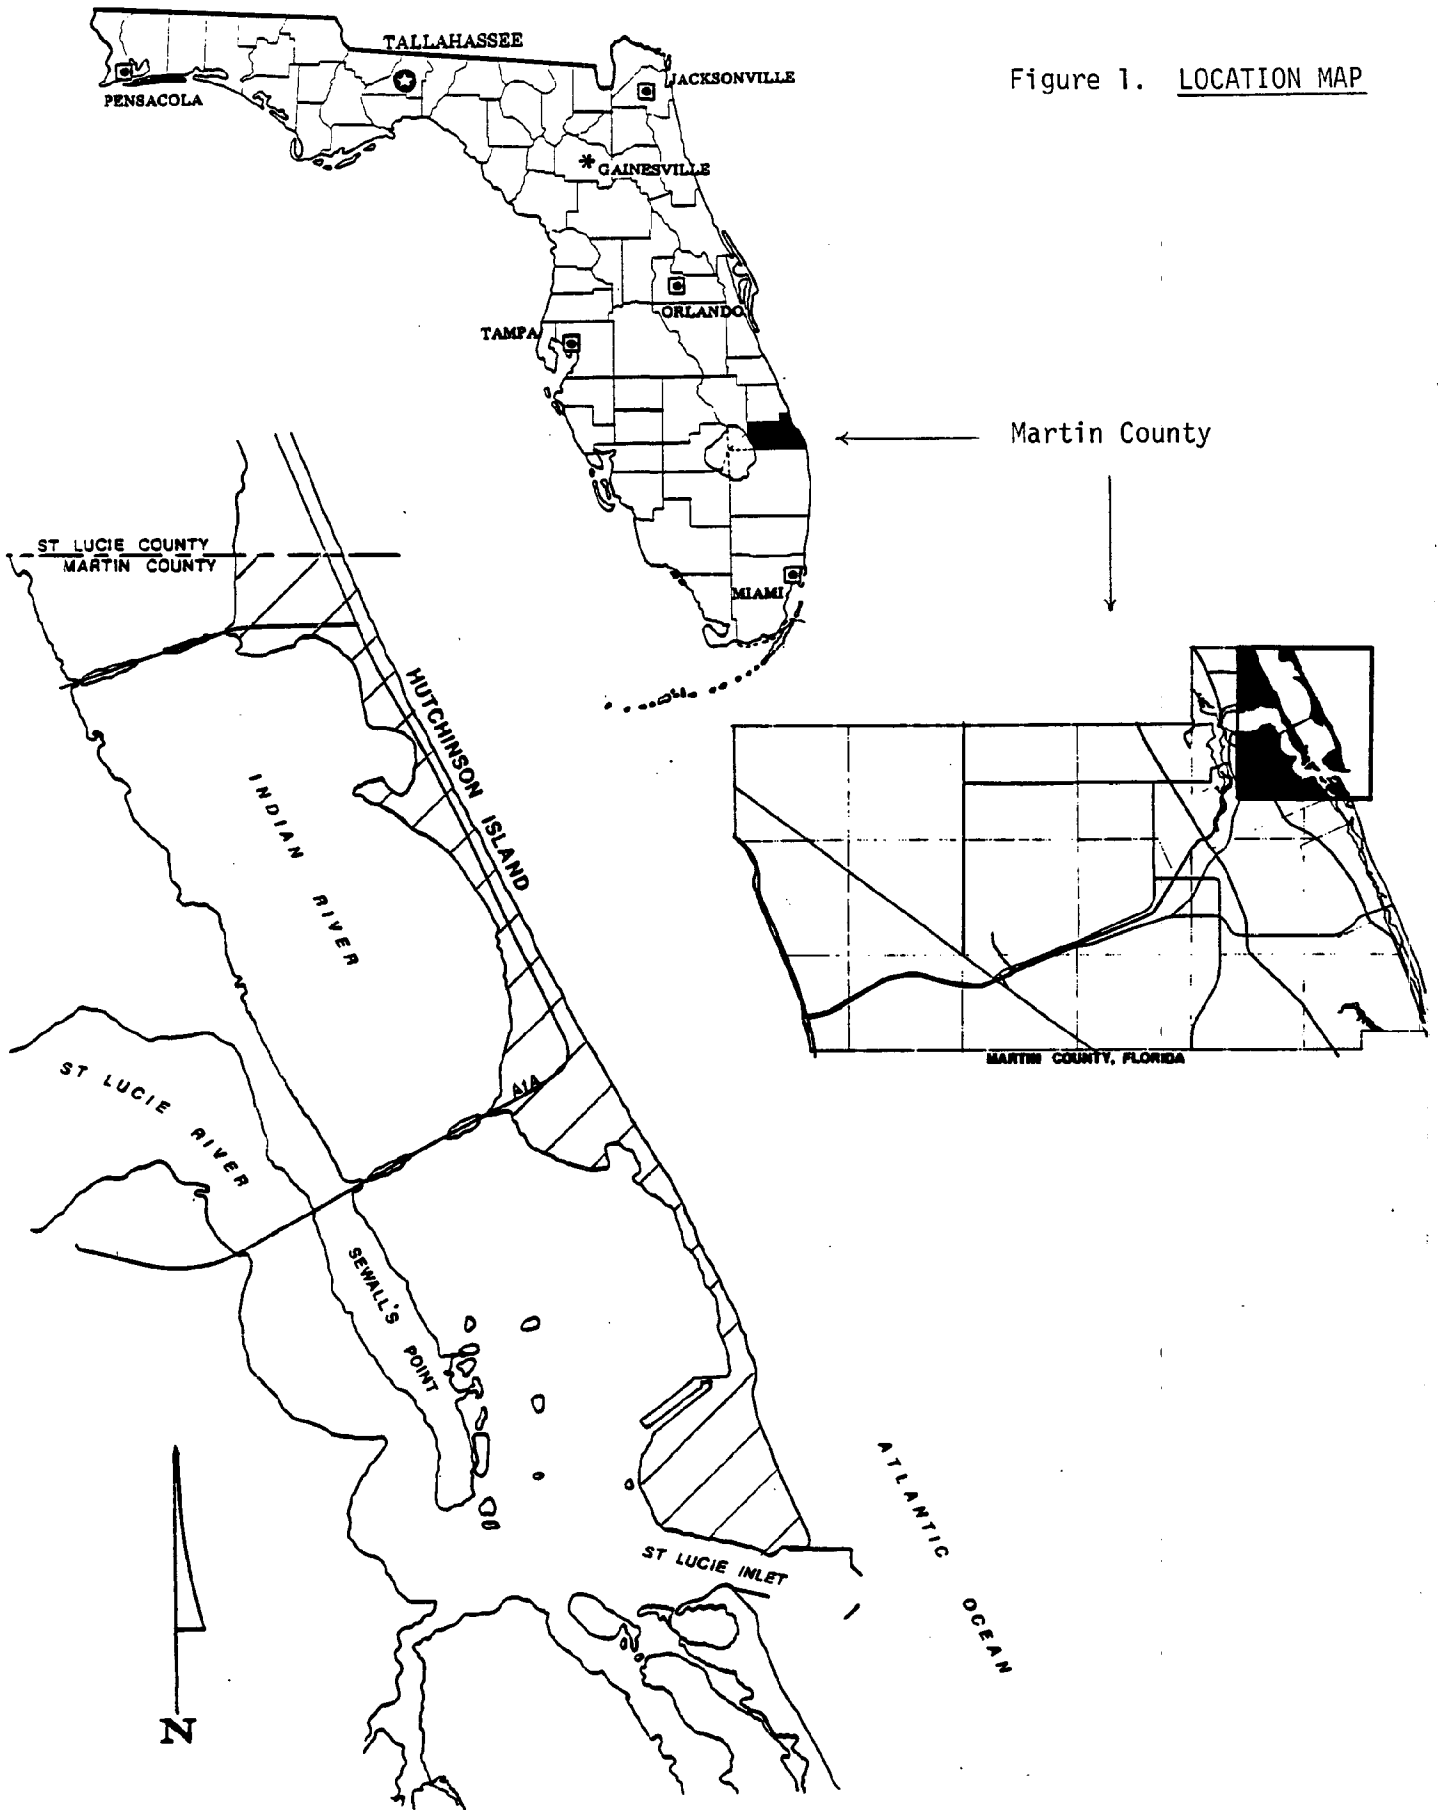 Figure 1. LOCATION MAP
TALLAHASSEE
JACKSONVILLE
PENSACOLA
GAINESVILLE
ORLANDO
TAMPA
Martin County
MIAMI
ST LUCIE COUNTY
MARTIN COUNTY
HUTCHINSON ISLAND
INDIAN RIVER
MARTIN COUNTY, FLORIDA
ST LUCIE RIVER
A1A
SEWALL'S POINT
ATLANTIC OCEAN
ST LUCIE INLET
N